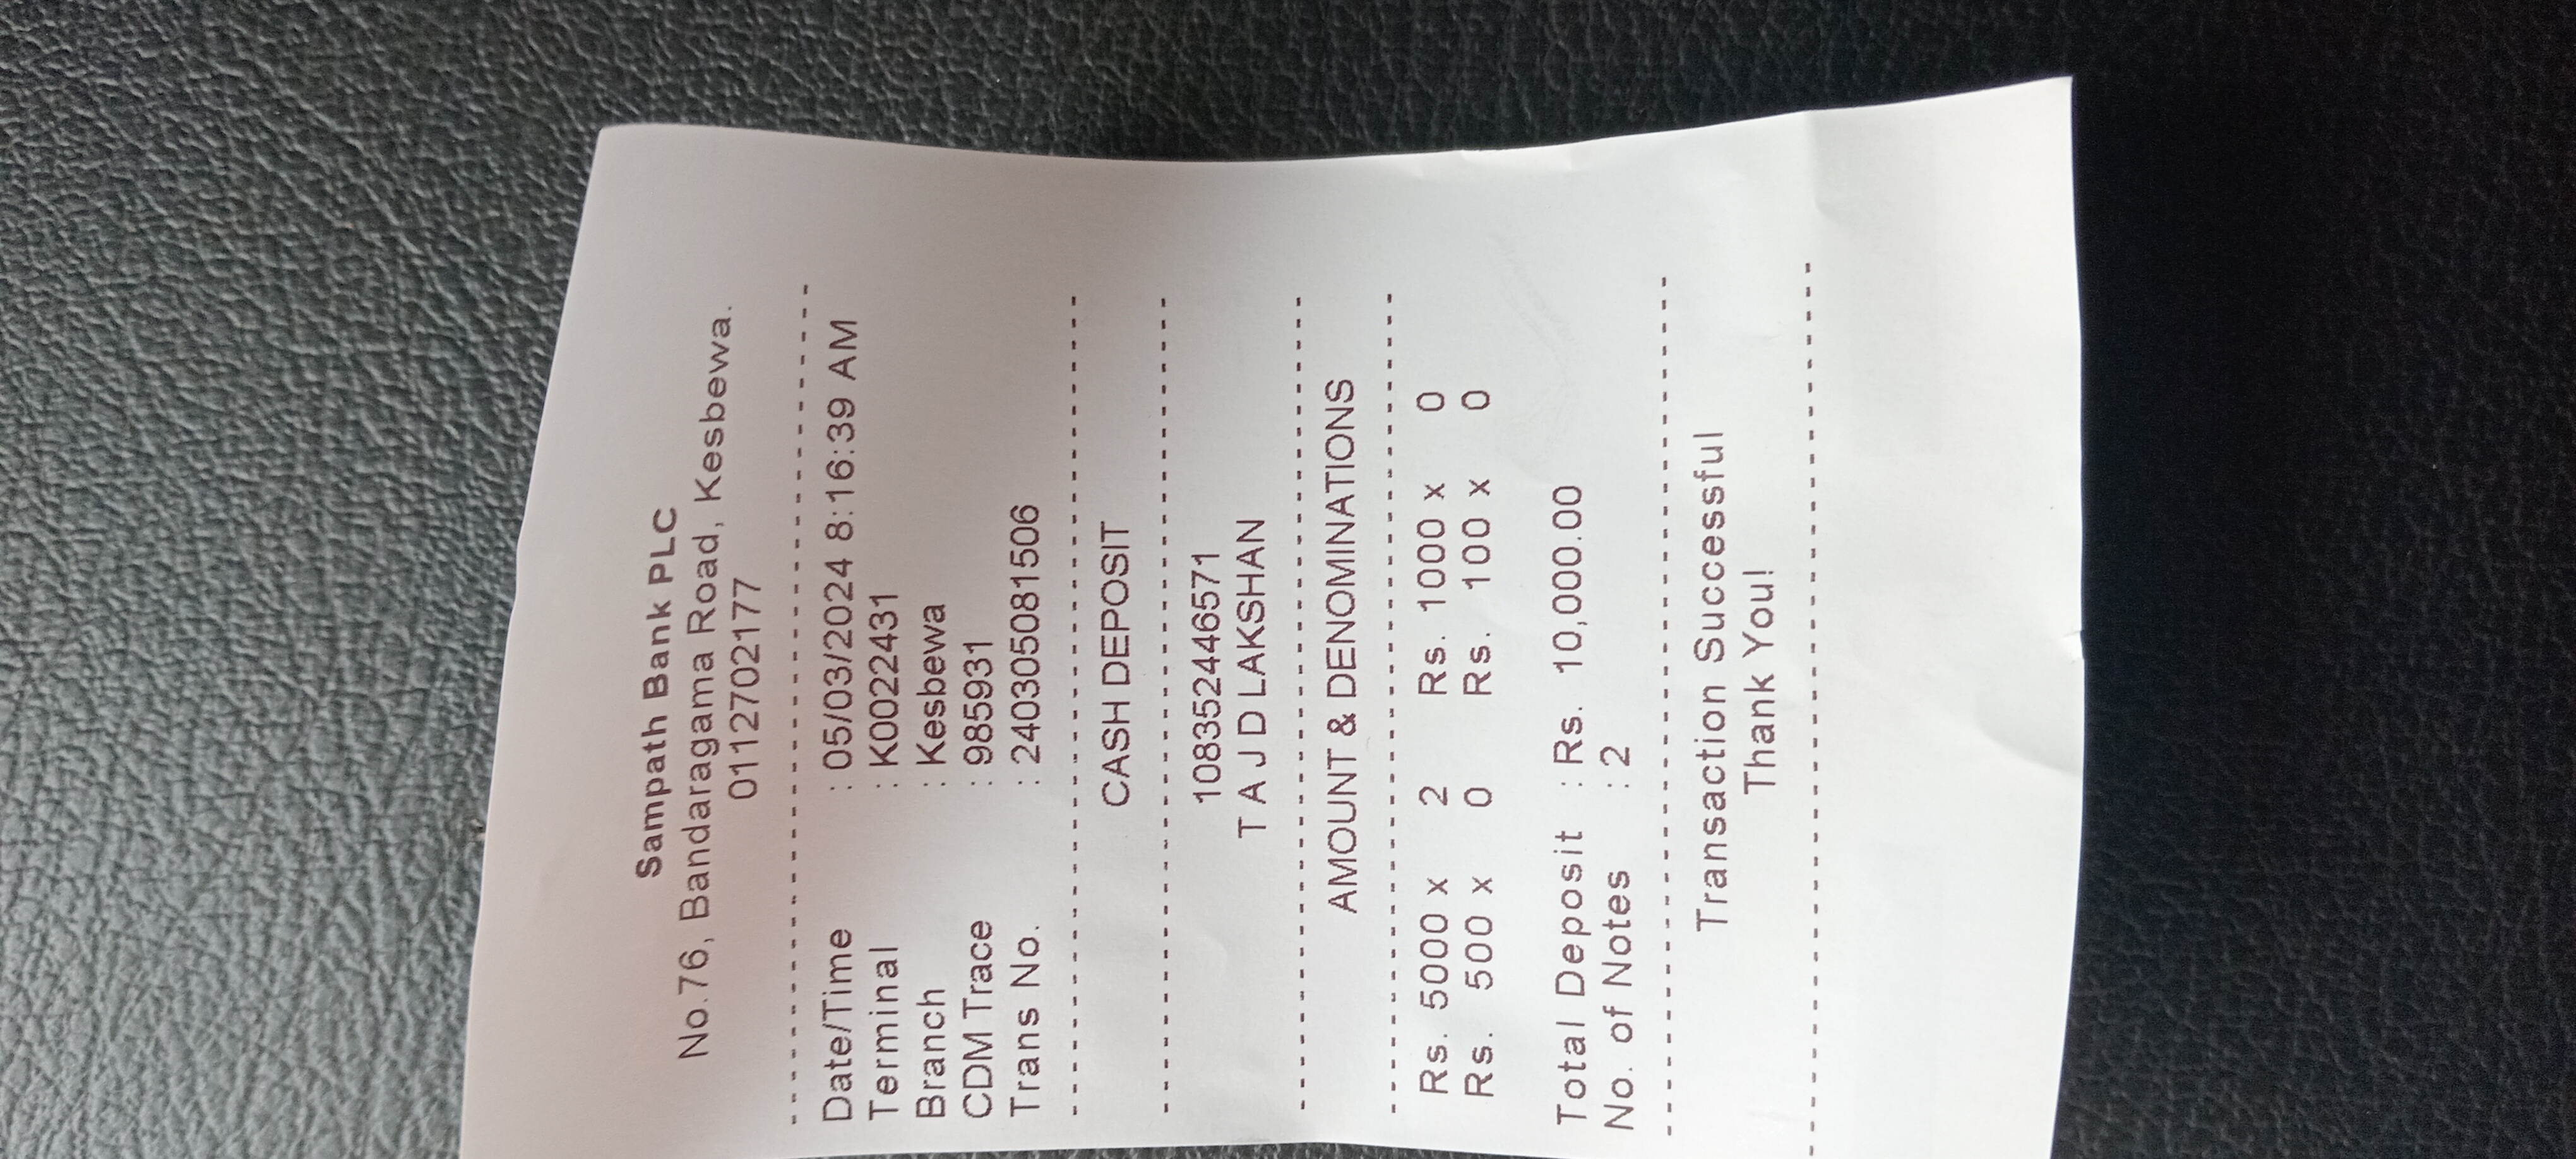 Sampath Bank PLC
No.76, Bandaragama Road, Kesbewa.
0112702177
Date/Time : 05/03/2024 8:16:39 AM
Terminal : K0022431
Branch : Kesbewa
CDM Trace : 985931
Trans No. : 240305081506
CASH DEPOSIT
108352446571
T A J D LAKSHAN
AMOUNT & DENOMINATIONS
Rs. 5000 x 2 Rs. 1000 x 0
Rs. 500 x 0 Rs. 100 x 0
Total Deposit : Rs. 10,000.00
No. of Notes : 2
Transaction Successful
Thank You!